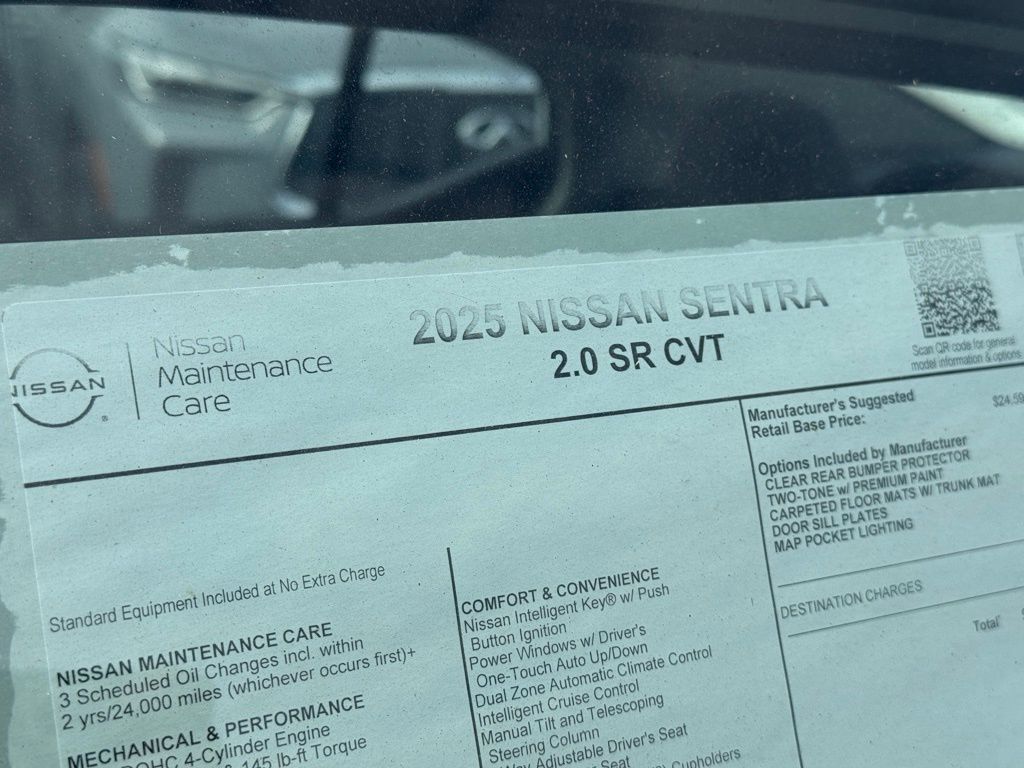 NISSAN
®
Nissan
Maintenance
Care
2025 NISSAN SENTRA
2.0 SR CVT
Scan QR code for general
model information & options
Standard Equipment Included at No Extra Charge
NISSAN MAINTENANCE CARE
3 Scheduled Oil Changes incl. within
2 yrs/24,000 miles (whichever occurs first)+
MECHANICAL & PERFORMANCE
DOHC 4-Cylinder Engine
145 lb-ft Torque
COMFORT & CONVENIENCE
Nissan Intelligent Key® w/ Push
Button Ignition
Power Windows w/ Driver's
One-Touch Auto Up/Down
Dual Zone Automatic Climate Control
Intelligent Cruise Control
Manual Tilt and Telescoping
Steering Column
Way Adjustable Driver's Seat
Seat
Cupholders
Manufacturer's Suggested
Retail Base Price: $24,59
Options Included by Manufacturer
CLEAR REAR BUMPER PROTECTOR
TWO-TONE w/ PREMIUM PAINT
CARPETED FLOOR MATS W/ TRUNK MAT
DOOR SILL PLATES
MAP POCKET LIGHTING
DESTINATION CHARGES
Total